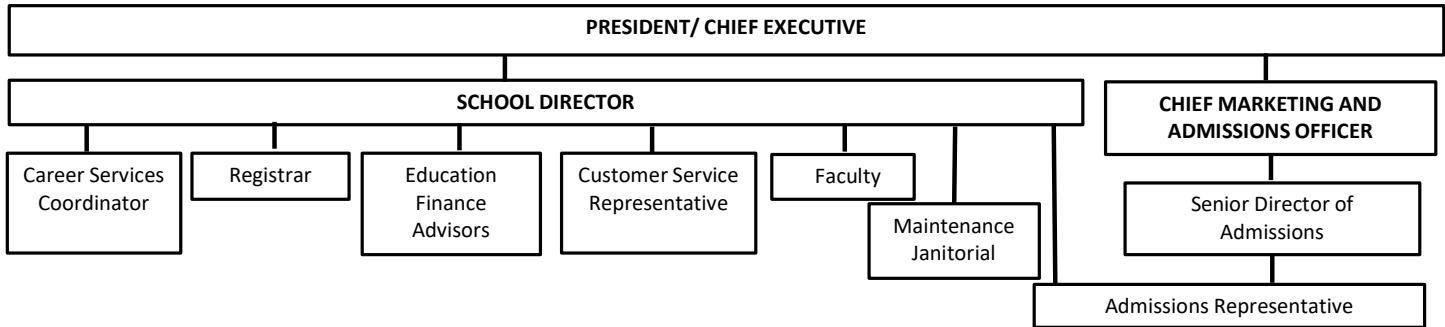 PRESIDENT/ CHIEF EXECUTIVE
SCHOOL DIRECTOR
CHIEF MARKETING AND
ADMISSIONS OFFICER
Career Services
Coordinator
Registrar
Education
Finance
Advisors
Customer Service
Representative
Faculty
Maintenance
Janitorial
Senior Director of
Admissions
Admissions Representative